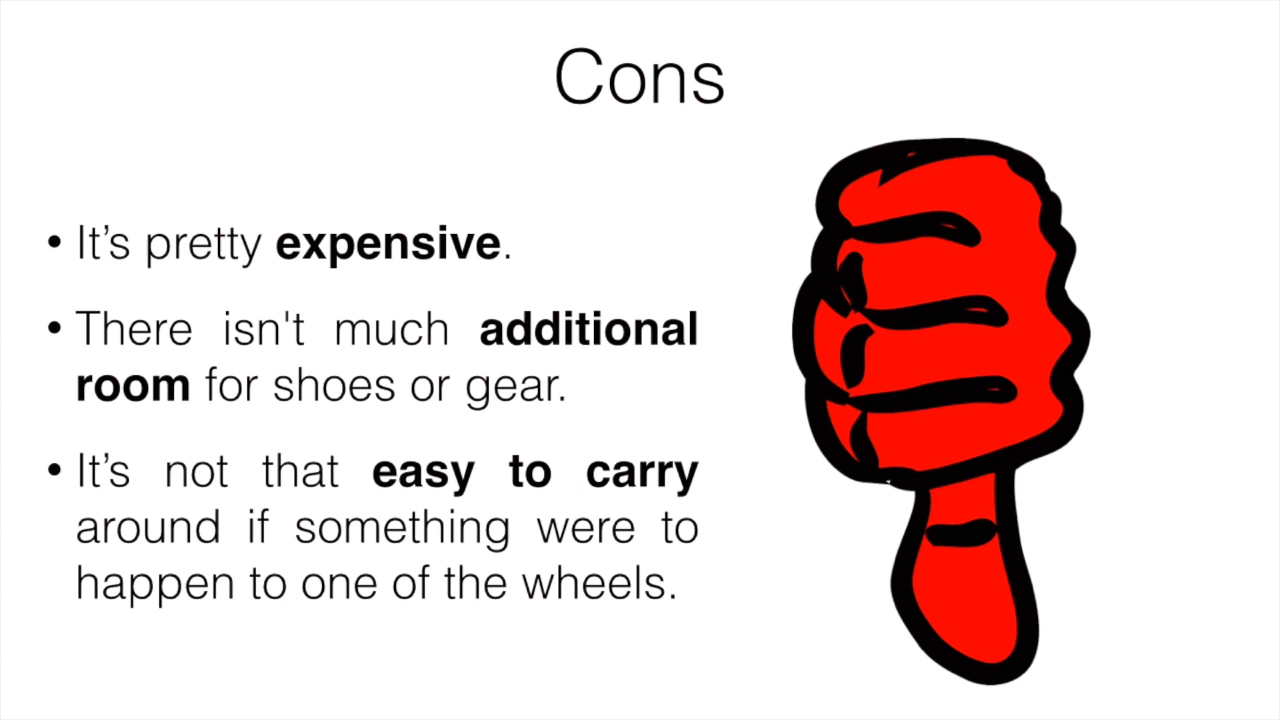 Cons
• It’s pretty expensive.
• There isn't much additional
room for shoes or gear.
• It’s not that easy to carry
around if something were to
happen to one of the wheels.